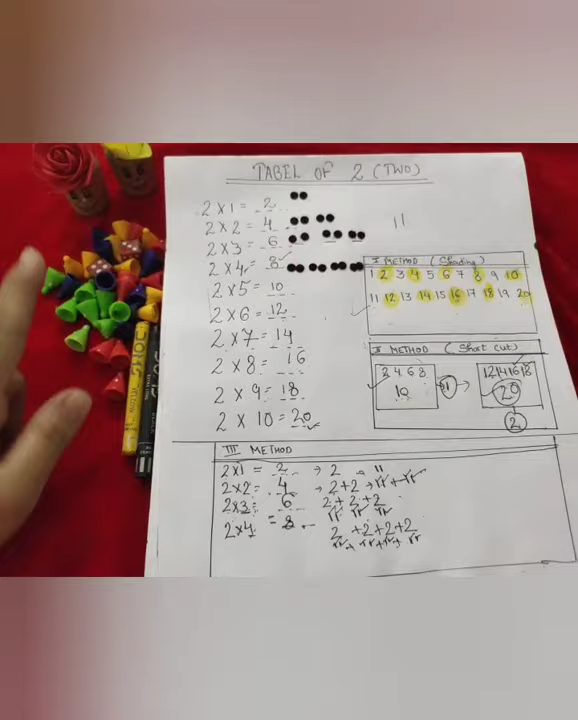 TABEL OF 2 (TWO)
2 X 1 = 2
2 X 2 = 4
2 X 3 = 6
2 X 4 = 8
2 X 5 = 10
2 X 6 = 12
2 X 7 = 14
2 X 8 = 16
2 X 9 = 18
2 X 10 = 20
I METHOD (Shading)
1 2 3 4 5 6 7 8 9 10
11 12 13 14 15 16 17 18 19 20
II METHOD (Short cut)
2 4 6 8
10
1
12 14 16 18
20
2
III METHOD
2x1 = 2 → 2
2x2 = 4 → 2+2
2x3 = 6 2+2+2
2x4 = 8 2+2+2+2